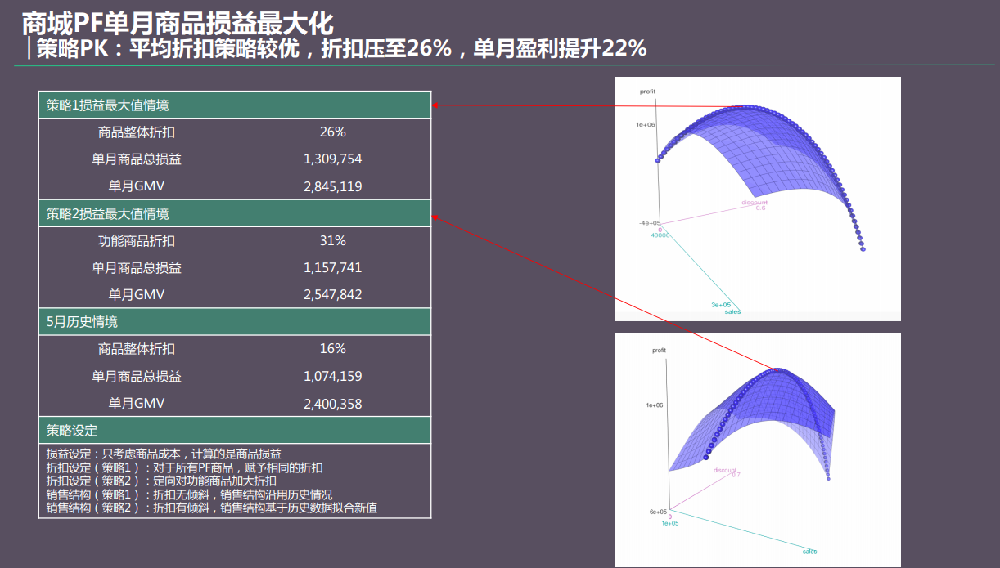 商城PF单月商品损益最大化
策略PK：平均折扣策略较优，折扣压至26%，单月盈利提升22%
策略1损益最大值情境
商品整体折扣 26%
单月商品总损益 1,309,754
单月GMV 2,845,119
策略2损益最大值情境
功能商品折扣 31%
单月商品总损益 1,157,741
单月GMV 2,547,842
5月历史情境
商品整体折扣 16%
单月商品总损益 1,074,159
单月GMV 2,400,358
策略设定
损益设定：只考虑商品成本，计算的是商品损益
折扣设定（策略1）：对于所有PF商品，赋予相同的折扣
折扣设定（策略2）：定向对功能商品加大折扣
销售结构（策略1）：折扣无倾斜，销售结构沿用历史情况
销售结构（策略2）：折扣有倾斜，销售结构基于历史数据拟合新值
profit
1e+06
discount
0.6
-4e+05
0
40000
3e+05
sales
profit
1e+06
discount
0.7
6e+05
0
1e+05
sales